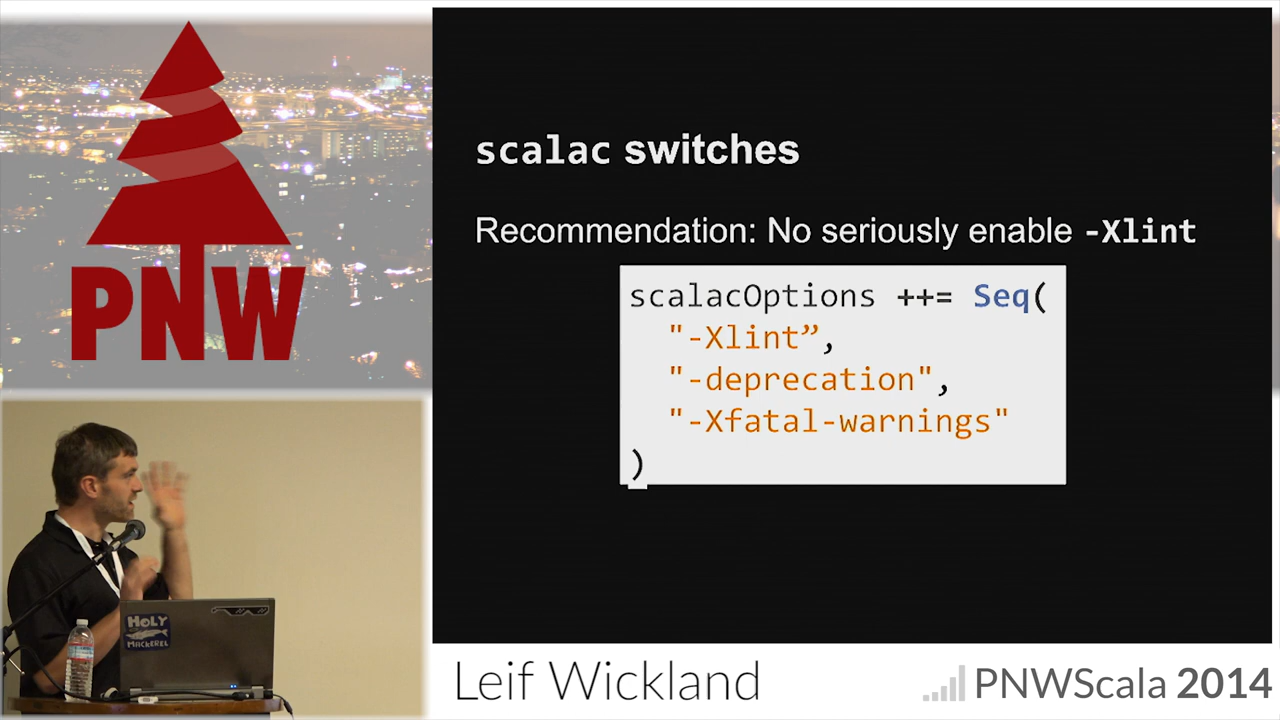 PNW
scalac switches
Recommendation: No seriously enable -Xlint
scalacOptions ++= Seq(
"-Xlint”,
"-deprecation",
"-Xfatal-warnings"
)
HOLY
MACKEREL
Leif Wickland
PNWScala 2014